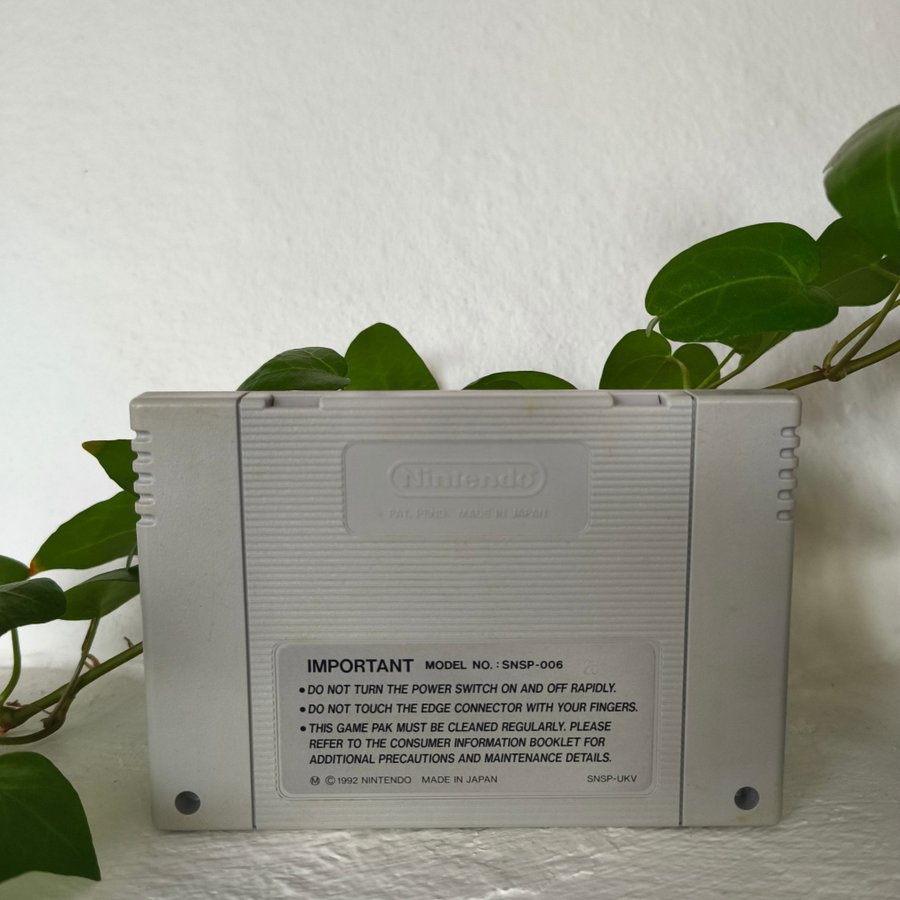 Nintendo
PAT. PEND. MADE IN JAPAN
IMPORTANT MODEL NO. : SNSP-006
• DO NOT TURN THE POWER SWITCH ON AND OFF RAPIDLY.
• DO NOT TOUCH THE EDGE CONNECTOR WITH YOUR FINGERS.
• THIS GAME PAK MUST BE CLEANED REGULARLY. PLEASE
REFER TO THE CONSUMER INFORMATION BOOKLET FOR
ADDITIONAL PRECAUTIONS AND MAINTENANCE DETAILS.
Ⓜ ©1992 NINTENDO MADE IN JAPAN SNSP-UKV